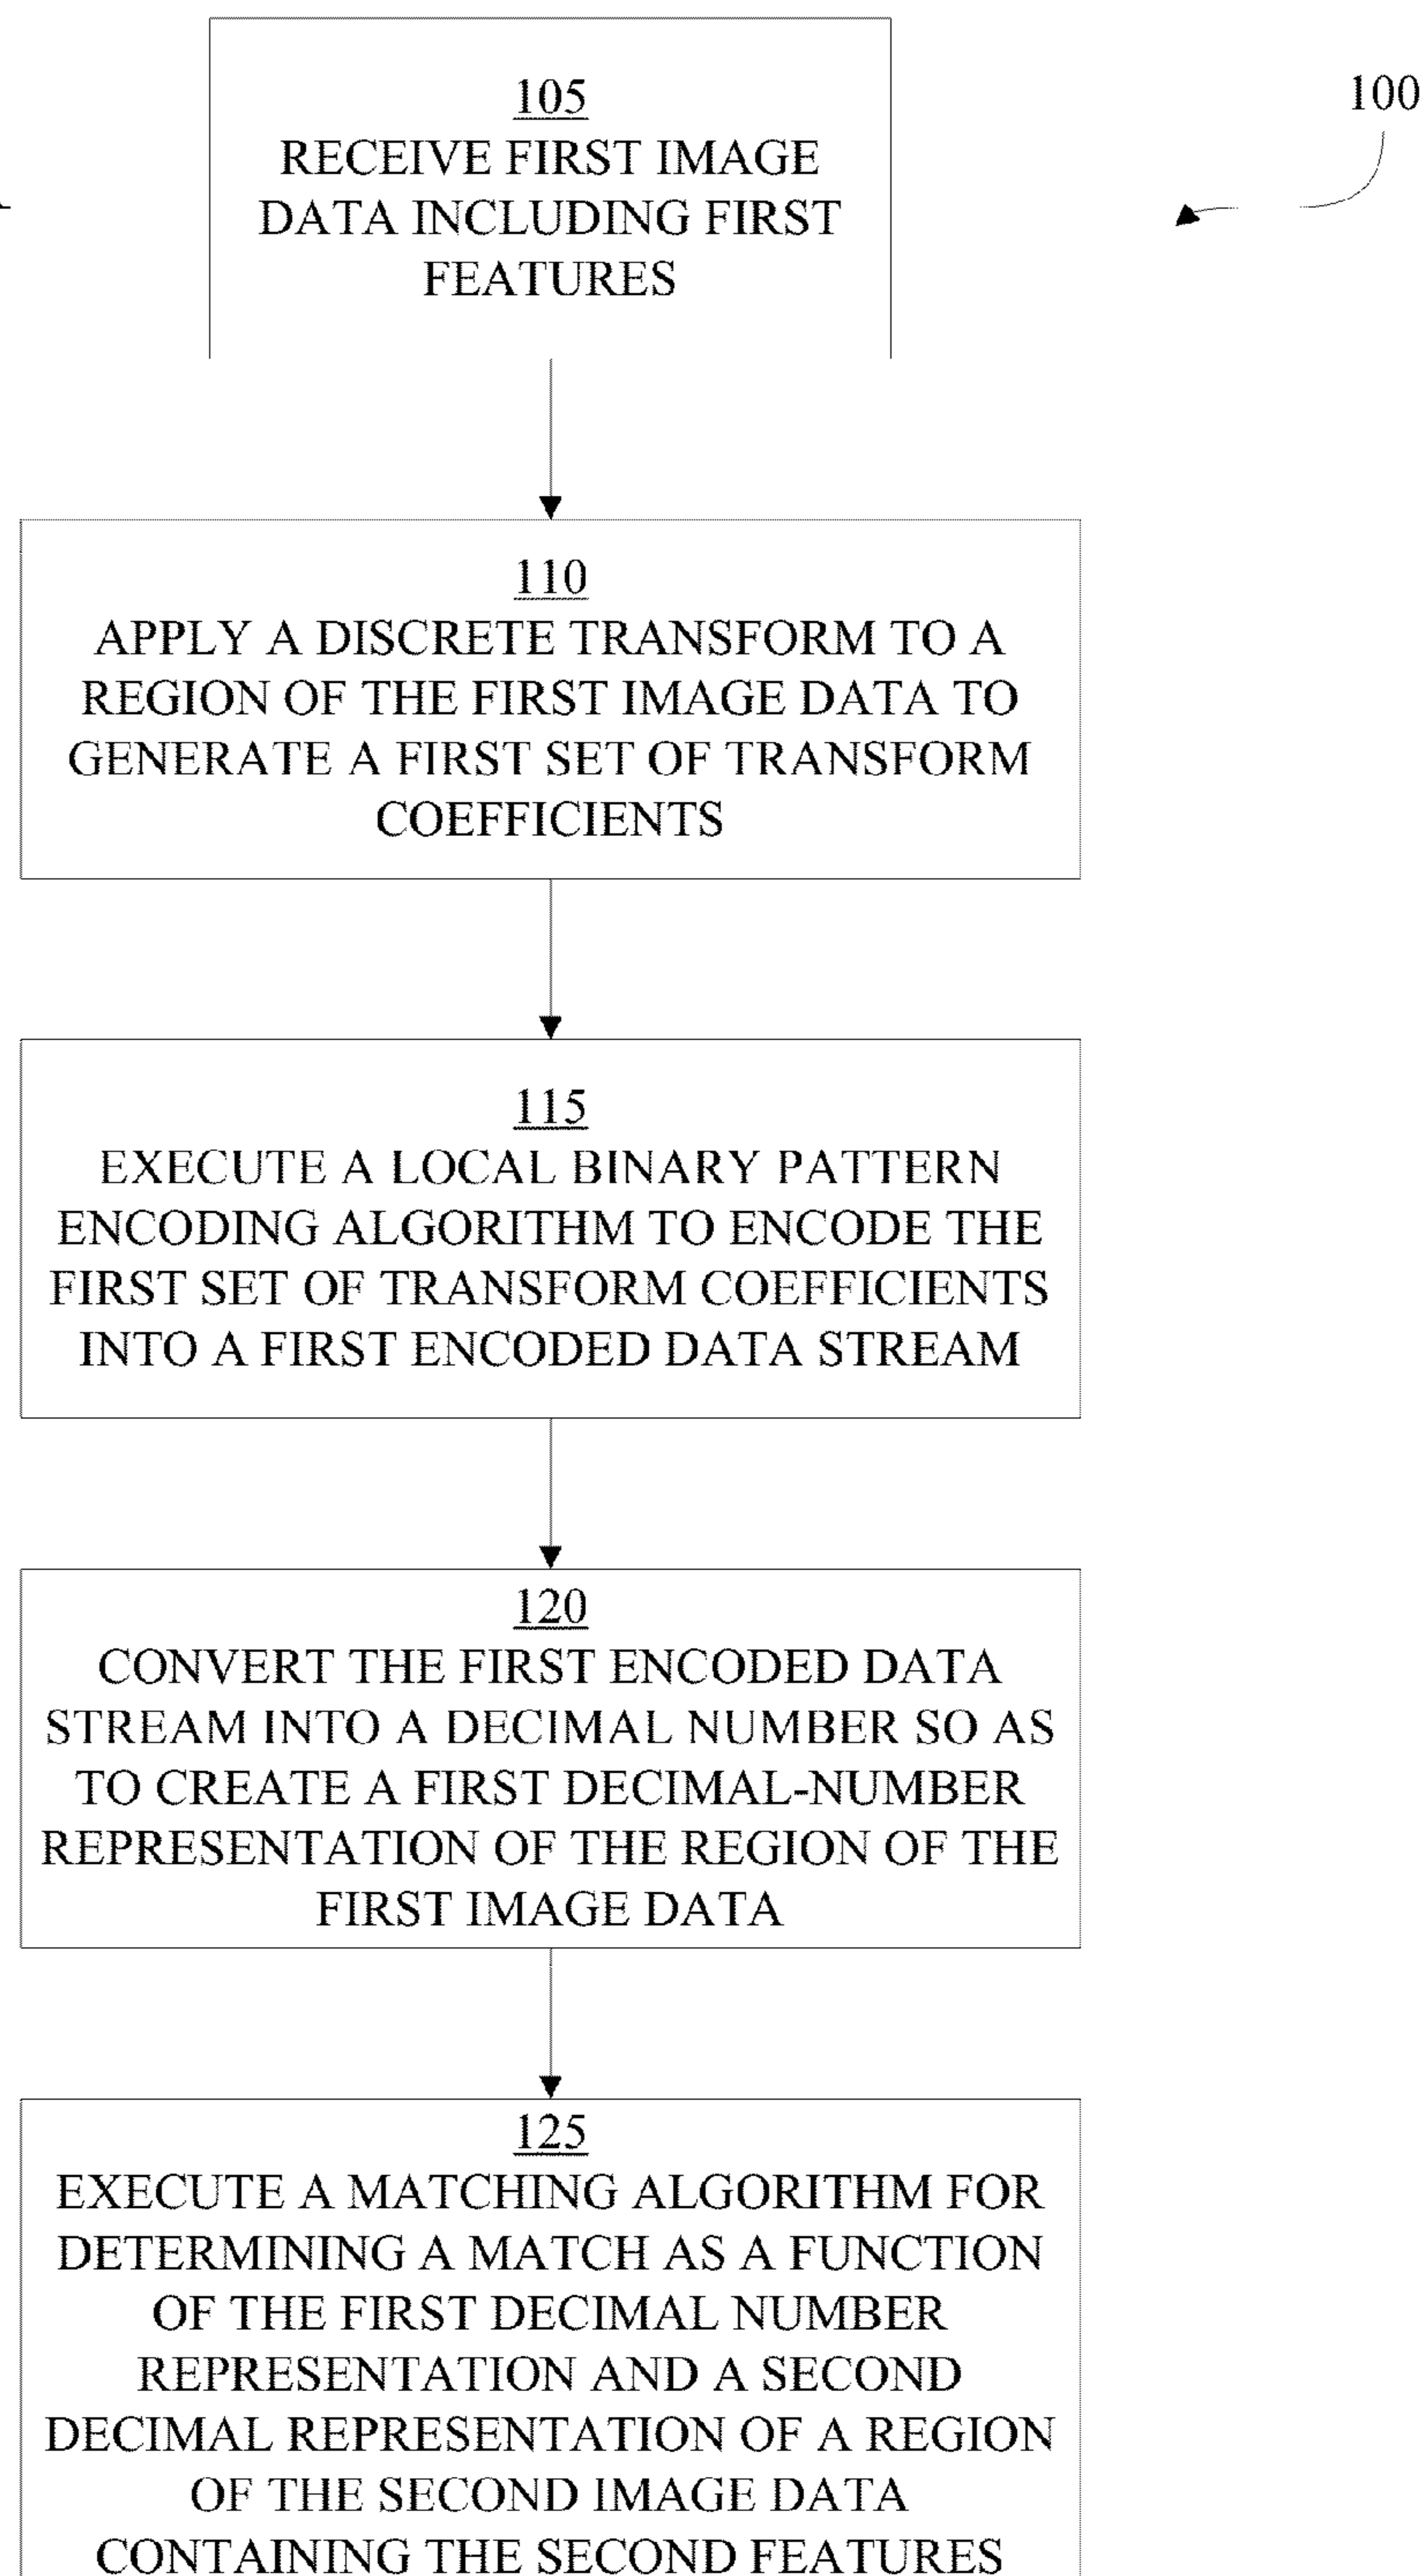 105
100
RECEIVE FIRST IMAGE
DATA INCLUDING FIRST
FEATURES
110
APPLY A DISCRETE TRANSFORM TO A
REGION OF THE FIRST IMAGE DATA TO
GENERATE A FIRST SET OF TRANSFORM
COEFFICIENTS
115
EXECUTE A LOCAL BINARY PATTERN
ENCODING ALGORITHM TO ENCODE THE
FIRST SET OF TRANSFORM COEFFICIENTS
INTO A FIRST ENCODED DATA STREAM
120
CONVERT THE FIRST ENCODED DATA
STREAM INTO A DECIMAL NUMBER SO AS
TO CREATE A FIRST DECIMAL-NUMBER
REPRESENTATION OF THE REGION OF THE
FIRST IMAGE DATA
125
EXECUTE A MATCHING ALGORITHM FOR
DETERMINING A MATCH AS A FUNCTION
OF THE FIRST DECIMAL NUMBER
REPRESENTATION AND A SECOND
DECIMAL REPRESENTATION OF A REGION
OF THE SECOND IMAGE DATA
CONTAINING THE SECOND FEATURES